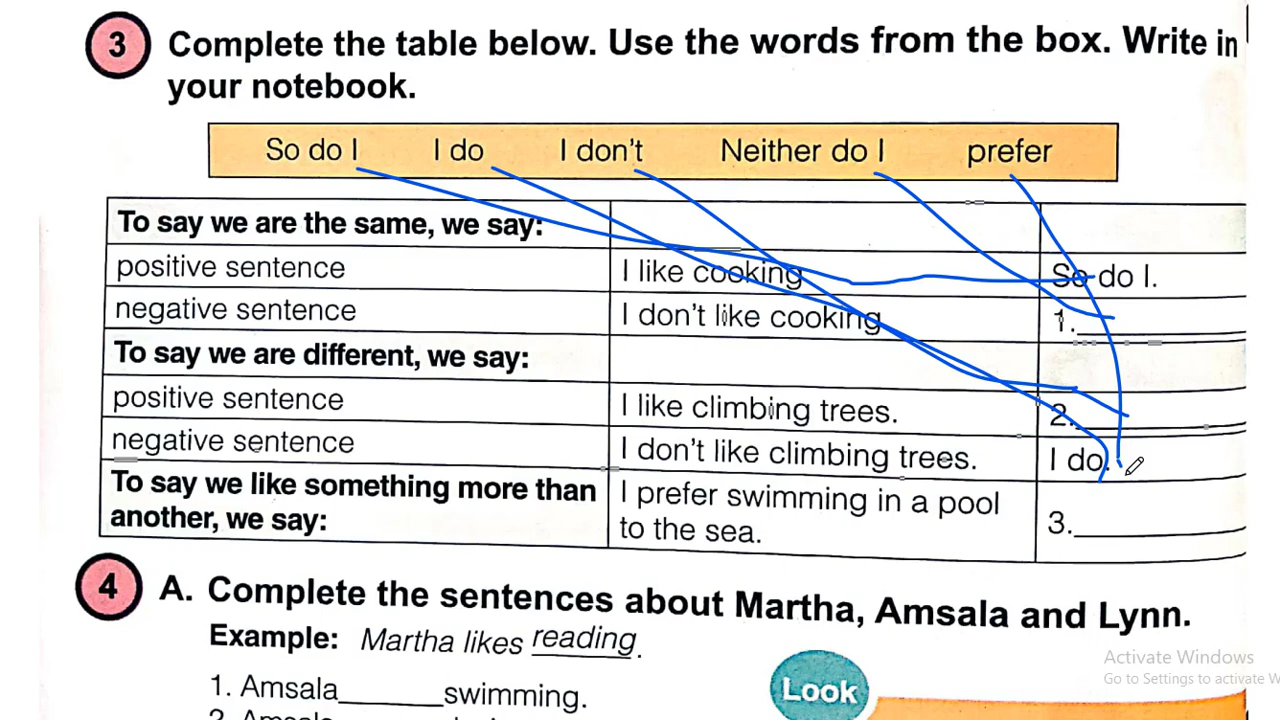 3 Complete the table below. Use the words from the box. Write in
your notebook.
So do I I do I don't Neither do I prefer
To say we are the same, we say:
positive sentence I like cooking So do I.
negative sentence I don't like cooking 1.
To say we are different, we say:
positive sentence I like climbing trees. 2.
negative sentence I don't like climbing trees. I do.
To say we like something more than I prefer swimming in a pool
another, we say: to the sea. 3.
4 A. Complete the sentences about Martha, Amsala and Lynn.
Example: Martha likes reading.
1. Amsala______swimming.
Look
Activate Windows
Go to Settings to activate W